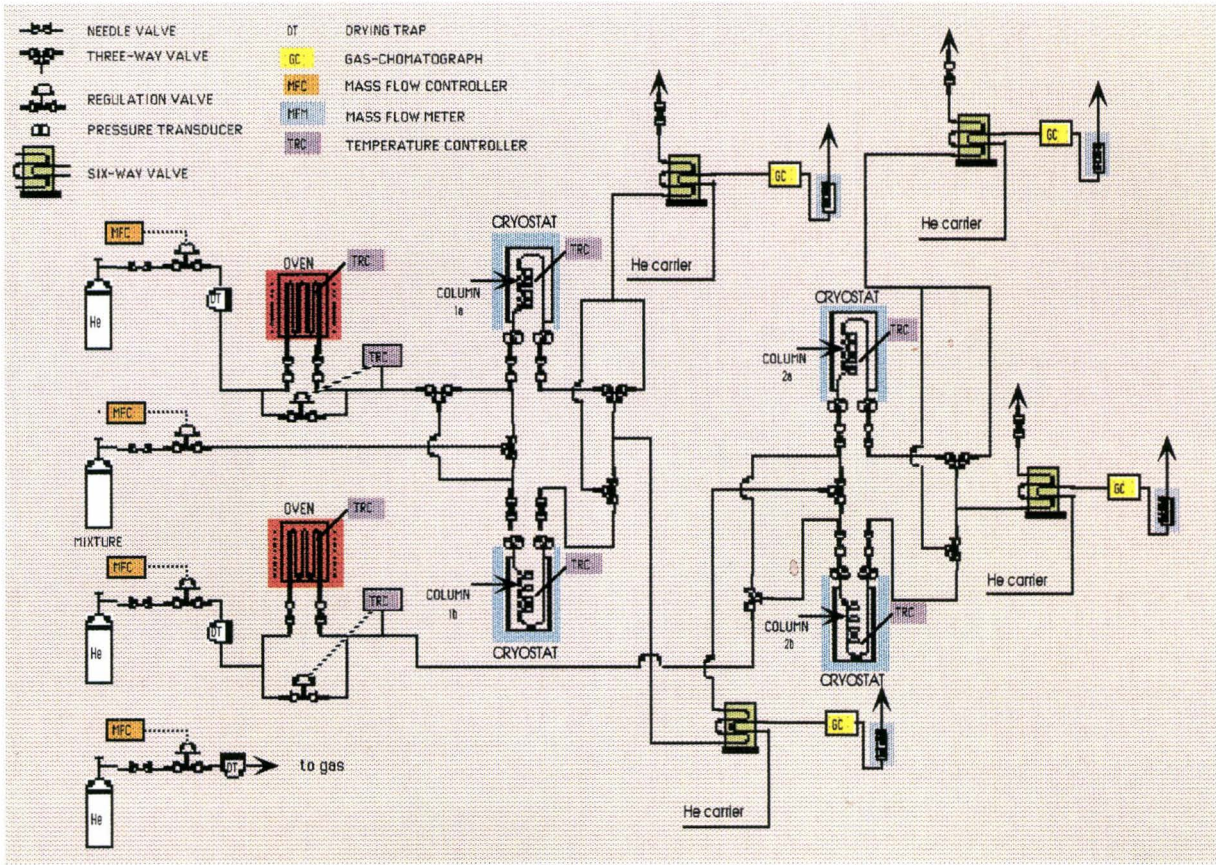 NEEDLE VALVE
THREE-WAY VALVE
REGULATION VALVE
PRESSURE TRANSDUCER
SIX-WAY VALVE
DT DRYING TRAP
GC GAS-CHOMATOGRAPH
MFC MASS FLOW CONTROLLER
MFM MASS FLOW METER
TRC TEMPERATURE CONTROLLER
MFC
He
DT
OVEN
TRC
TRC
CRYOSTAT
TRC
COLUMN
1a
GC
He carrier
GC
He carrier
MFC
MIXTURE
CRYOSTAT
TRC
COLUMN
2a
OVEN
TRC
MFC
He
DT
TRC
TRC
COLUMN
1b
CRYOSTAT
GC
He carrier
TRC
COLUMN
2b
CRYOSTAT
MFC
He
DT
to gas
GC
He carrier